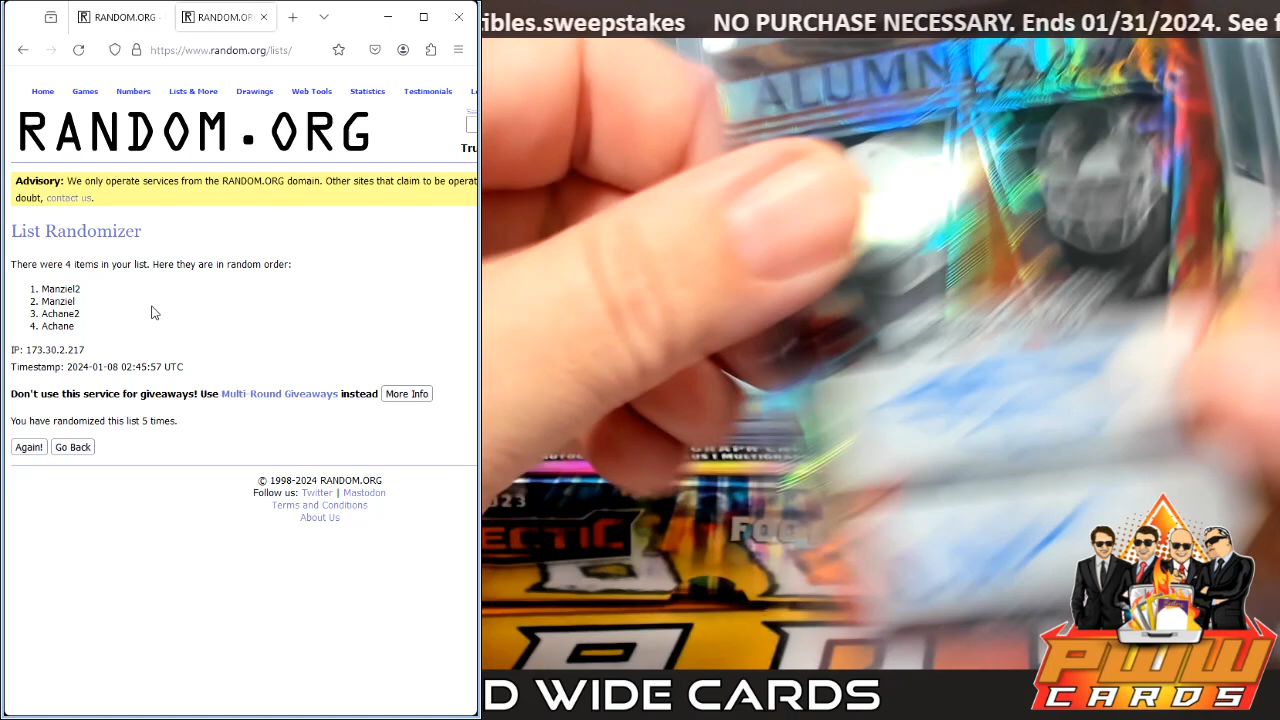 RANDOM.ORG -
RANDOM.OR
https://www.random.org/lists/
Home Games Numbers Lists & More Drawings Web Tools Statistics Testimonials
RANDOM.ORG
Tru
Advisory: We only operate services from the RANDOM.ORG domain. Other sites that claim to be operat
doubt, contact us.
List Randomizer
There were 4 items in your list. Here they are in random order:
1. Manziel2
2. Manziel
3. Achane2
4. Achane
IP: 173.30.2.217
Timestamp: 2024-01-08 02:45:57 UTC
Don't use this service for giveaways! Use Multi-Round Giveaways instead More Info
You have randomized this list 5 times.
Again! Go Back
© 1998-2024 RANDOM.ORG
Follow us: Twitter | Mastodon
Terms and Conditions
About Us
ibles.sweepstakes NO PURCHASE NECESSARY. Ends 01/31/2024. See f
ALUMN
ECTIC
FOO
PWW
CARDS
D WIDE CARDS